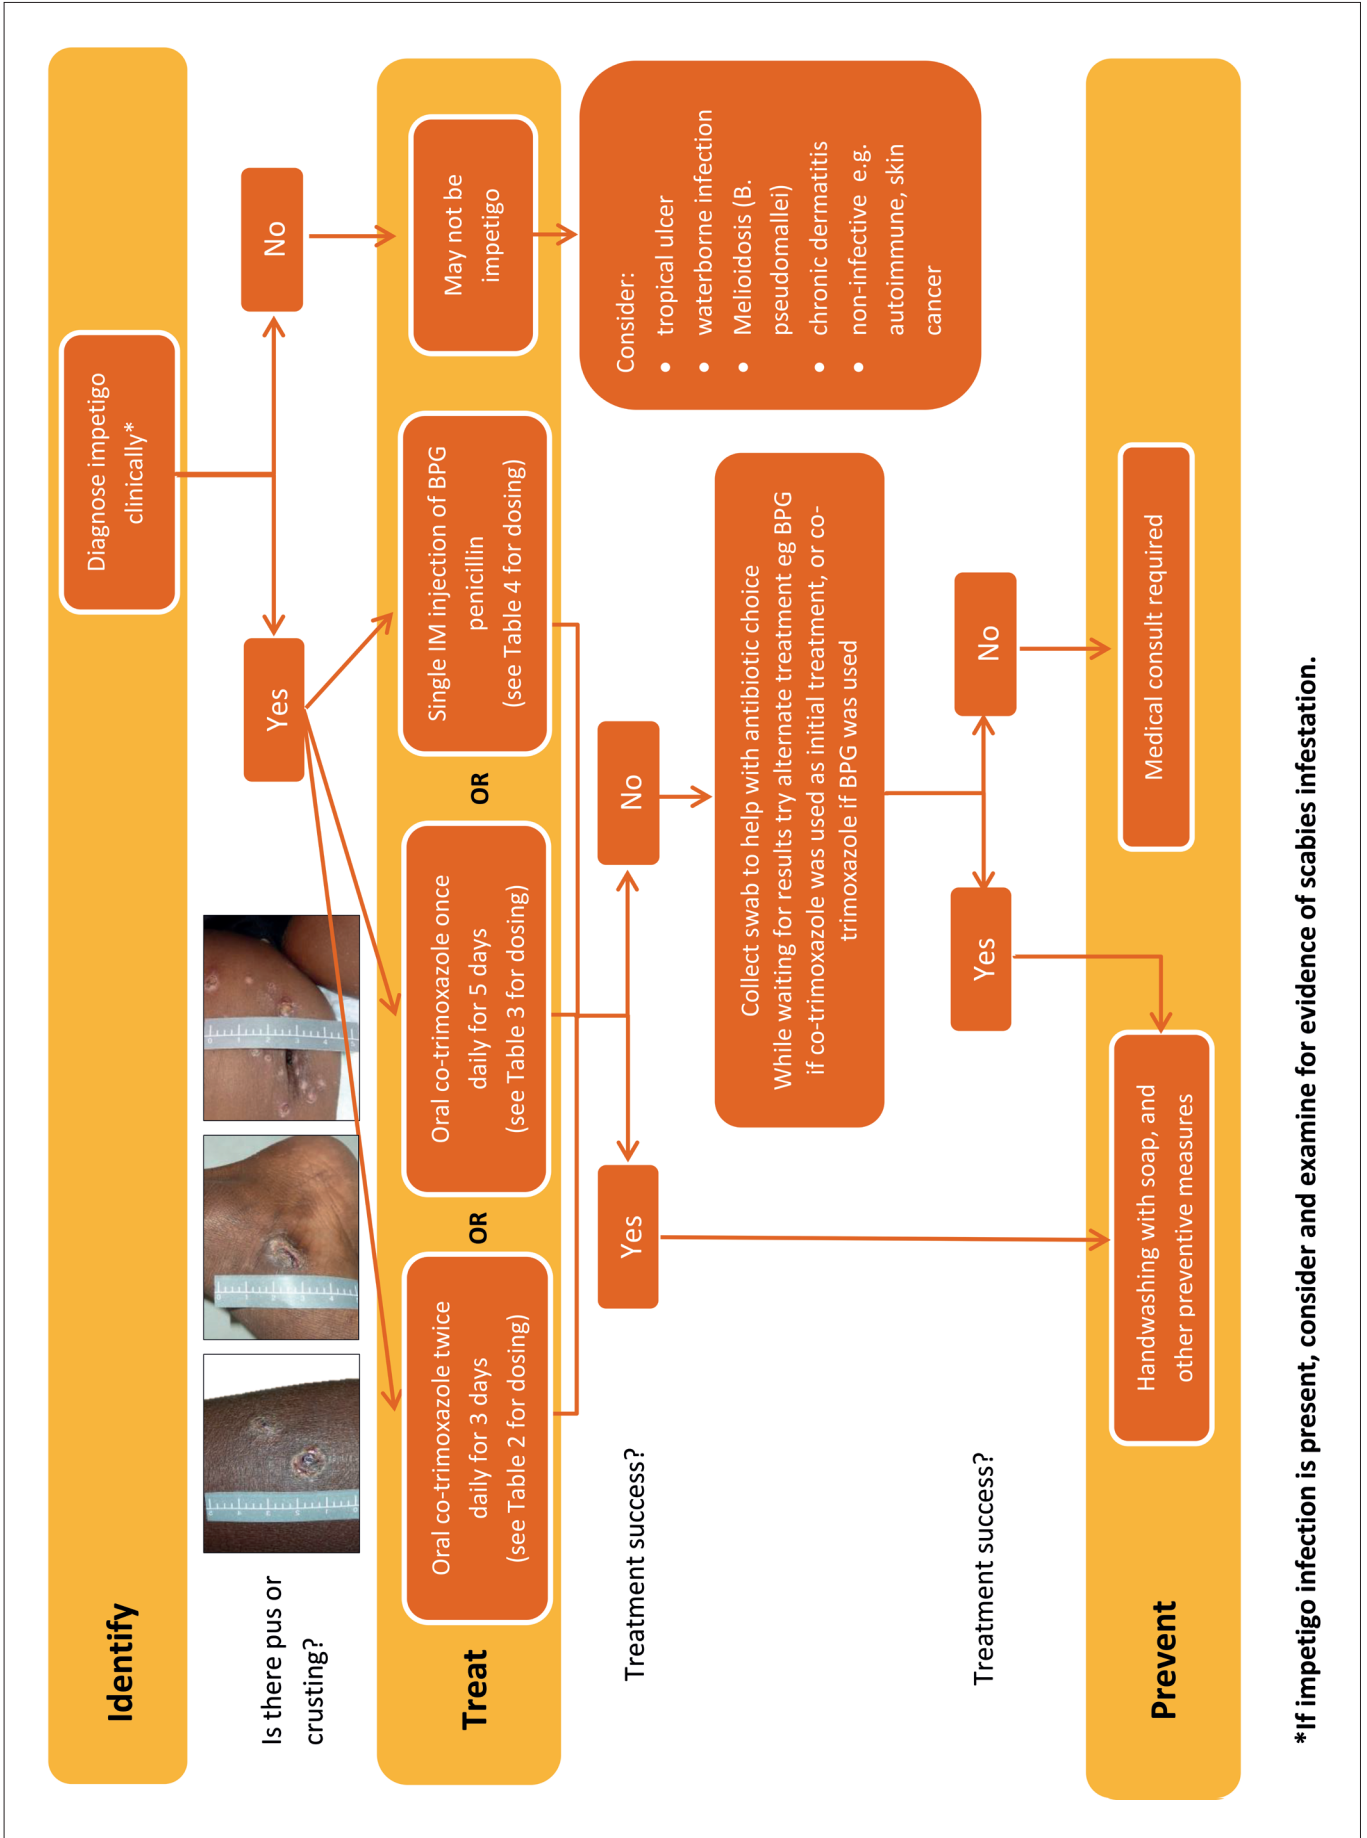 Identify
Diagnose impetigo
clinically*
Is there pus or
crusting?
Yes
No
Treat
Oral co-trimoxazole twice
daily for 3 days
(see Table 2 for dosing)
OR
Oral co-trimoxazole once
daily for 5 days
(see Table 3 for dosing)
OR
Single IM injection of BPG
penicillin
(see Table 4 for dosing)
May not be
impetigo
Consider:
• tropical ulcer
• waterborne infection
• Melioidosis (B.
pseudomallei)
• chronic dermatitis
• non-infective e.g.
autoimmune, skin
cancer
Treatment success?
Yes
No
Collect swab to help with antibiotic choice
While waiting for results try alternate treatment eg BPG
if co-trimoxazole was used as initial treatment, or co-
trimoxazole if BPG was used
Treatment success?
Yes
No
Prevent
Handwashing with soap, and
other preventive measures
Medical consult required
*If impetigo infection is present, consider and examine for evidence of scabies infestation.